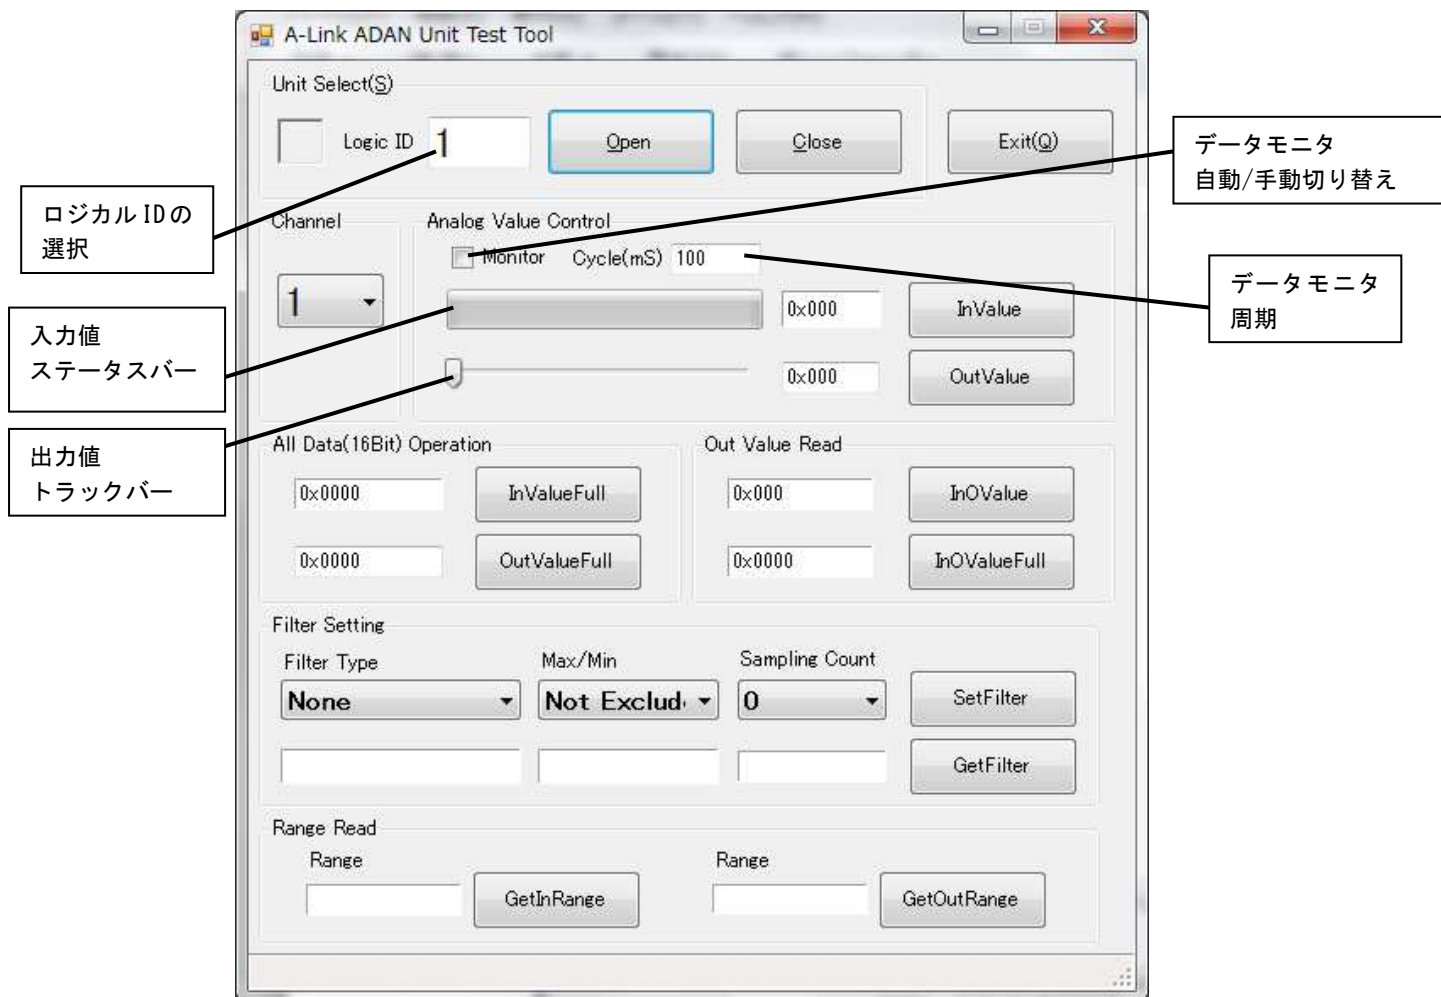 A-Link ADAN Unit Test Tool
Unit Select(S)
Logic ID
1
Open
Close
Exit(Q)
データモニタ
自動/手動切り替え
ロジカルIDの
選択
Channel
1
Analog Value Control
Monitor
Cycle(mS)
100
データモニタ
周期
入力値
ステータスバー
0x000
InValue
0x000
OutValue
出力値
トラックバー
All Data(16Bit) Operation
0x0000
InValueFull
0x0000
OutValueFull
Out Value Read
0x000
InOValue
0x0000
InOValueFull
Filter Setting
Filter Type
Max/Min
Sampling Count
None
Not Exclud
0
SetFilter
GetFilter
Range Read
Range
GetInRange
Range
GetOutRange